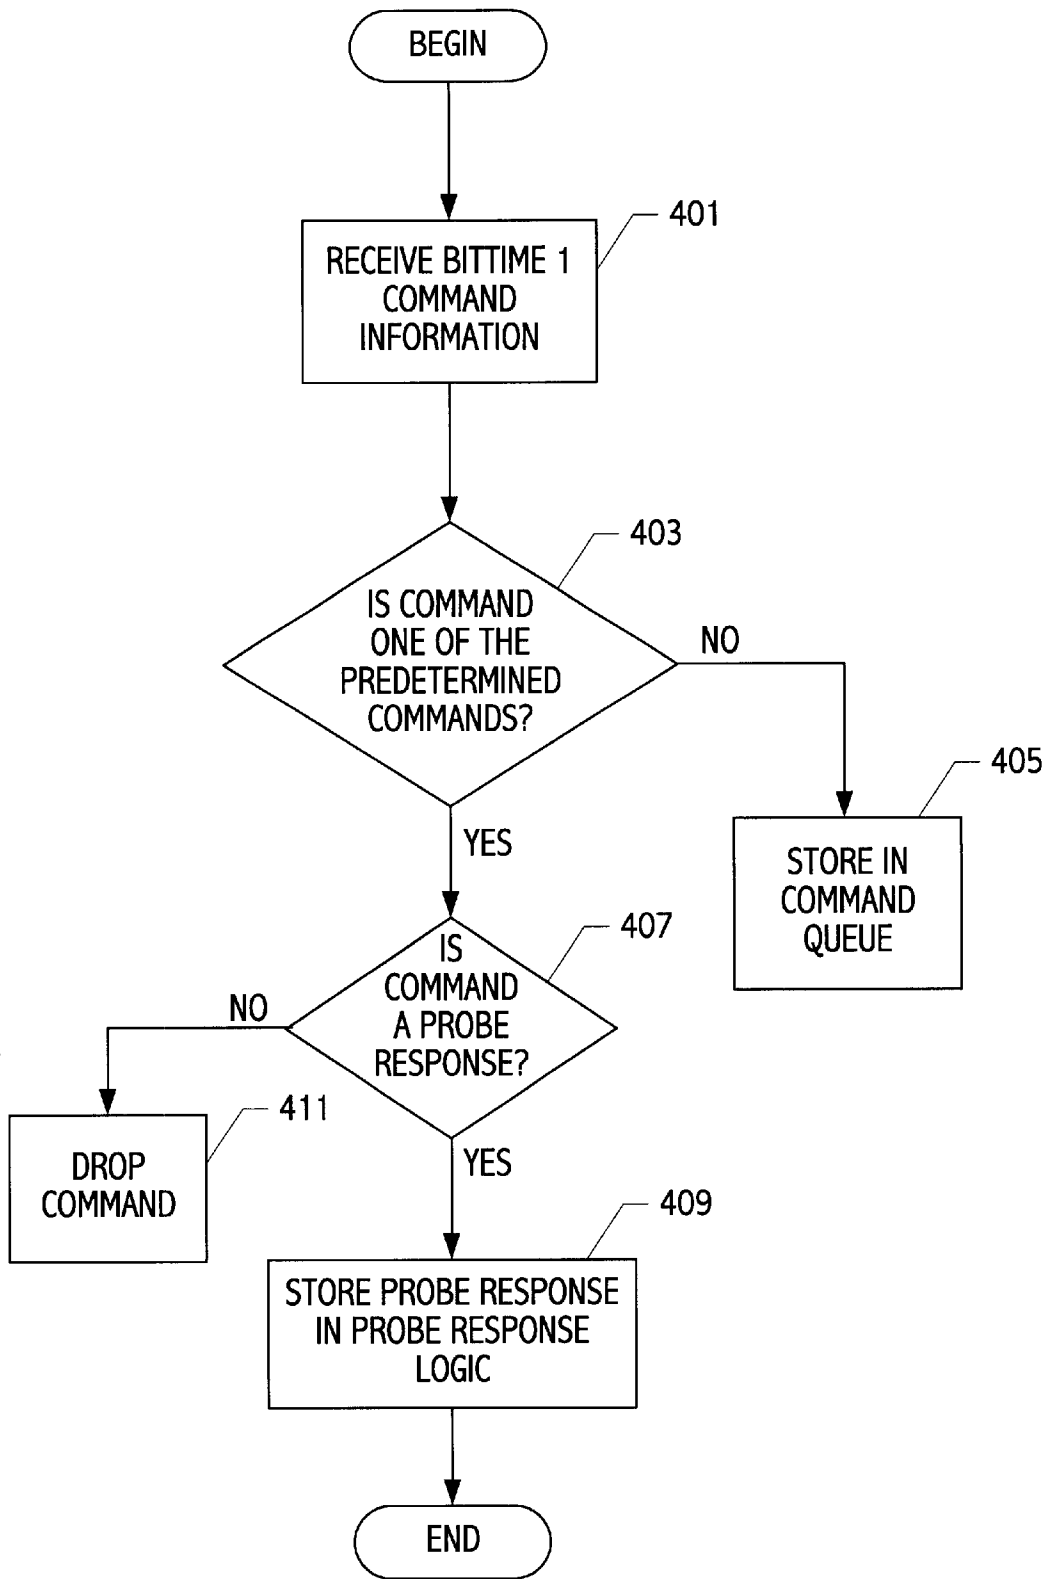 BEGIN
401
RECEIVE BITTIME 1
COMMAND
INFORMATION
403
IS COMMAND
ONE OF THE
PREDETERMINED
COMMANDS?
NO
405
STORE IN
COMMAND
QUEUE
YES
407
IS
COMMAND
A PROBE
RESPONSE?
NO
411
DROP
COMMAND
YES
409
STORE PROBE RESPONSE
IN PROBE RESPONSE
LOGIC
END